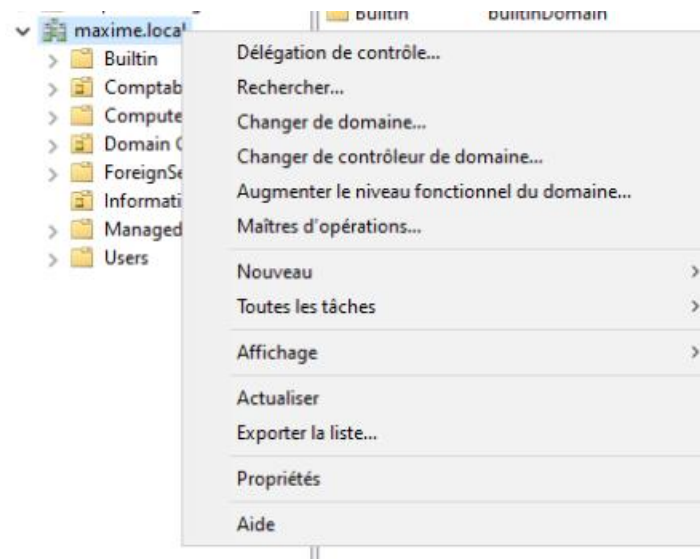 Builtin builtinDomain
maxime.local
Builtin
Comptab
Compute
Domain
ForeignSe
Informati
Managed
Users
Délégation de contrôle...
Rechercher...
Changer de domaine...
Changer de contrôleur de domaine...
Augmenter le niveau fonctionnel du domaine...
Maîtres d'opérations...
Nouveau
Toutes les tâches
Affichage
Actualiser
Exporter la liste...
Propriétés
Aide